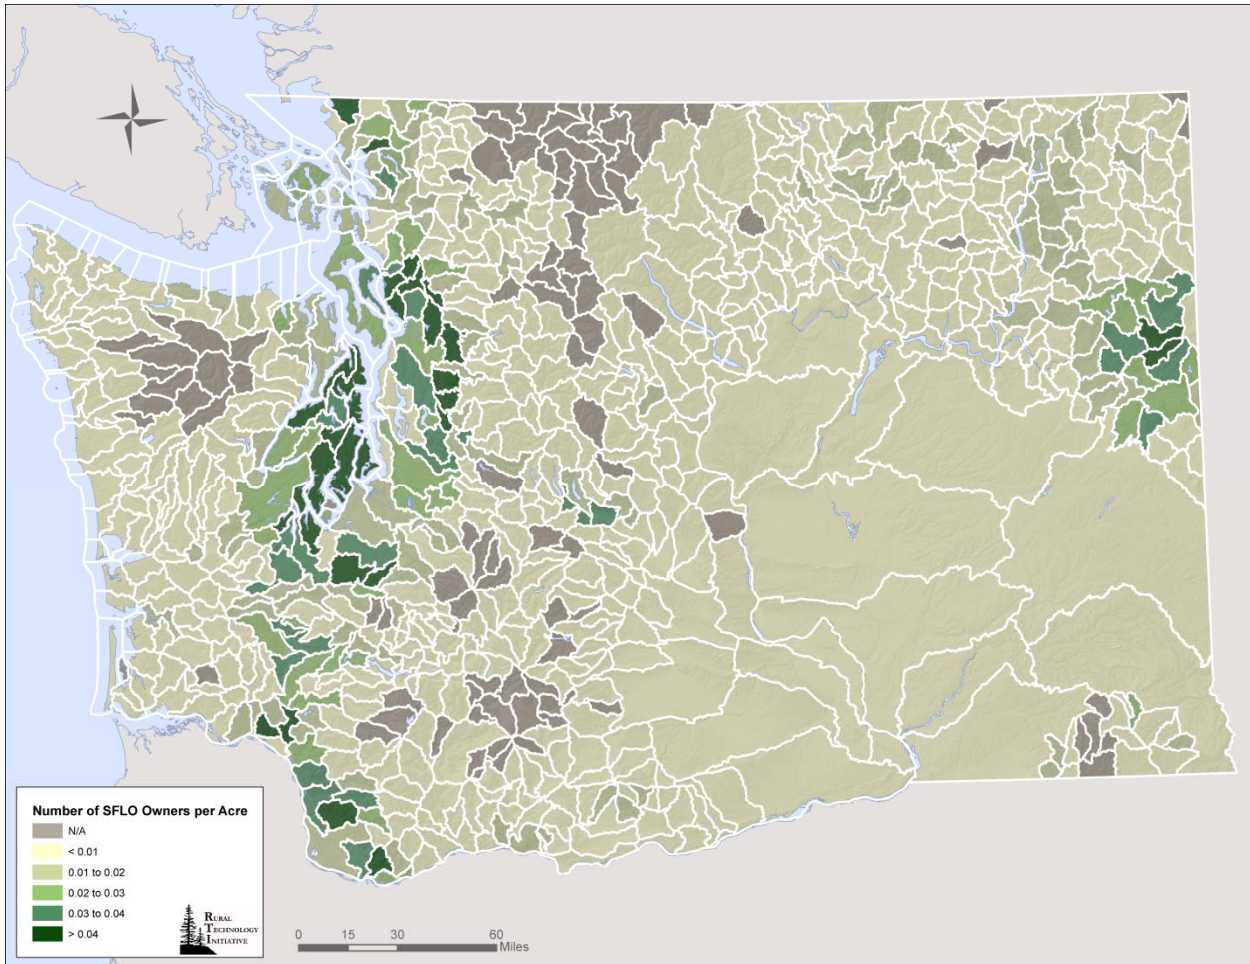 Number of SFLO Owners per Acre
N/A
< 0.01
0.01 to 0.02
0.02 to 0.03
0.03 to 0.04
> 0.04
RURAL
TECHNOLOGY
INITIATIVE
0 15 30 60
Miles